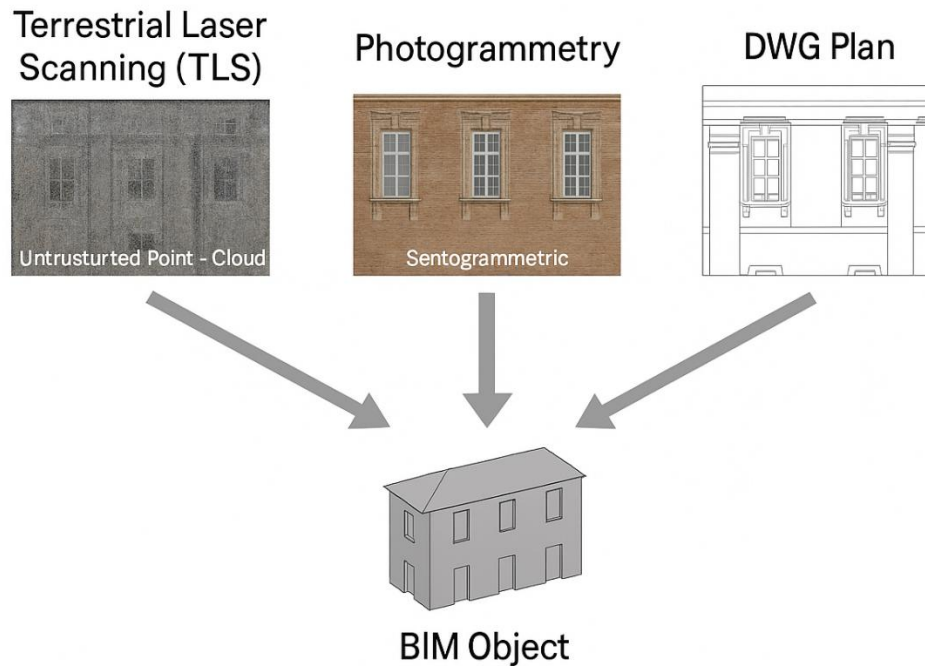 Terrestrial Laser
Scanning (TLS)
Photogrammetry
DWG Plan
Untrusturted Point - Cloud
Sentogrammetric
BIM Object